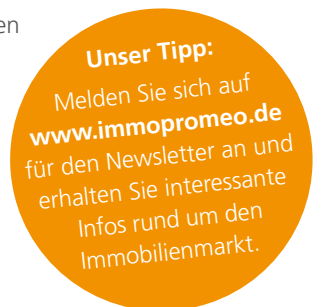 en
Unser Tipp:
Melden Sie sich auf
www.immopromeo.de
für den Newsletter an und
erhalten Sie interessante
Infos rund um den
Immobilienmarkt.